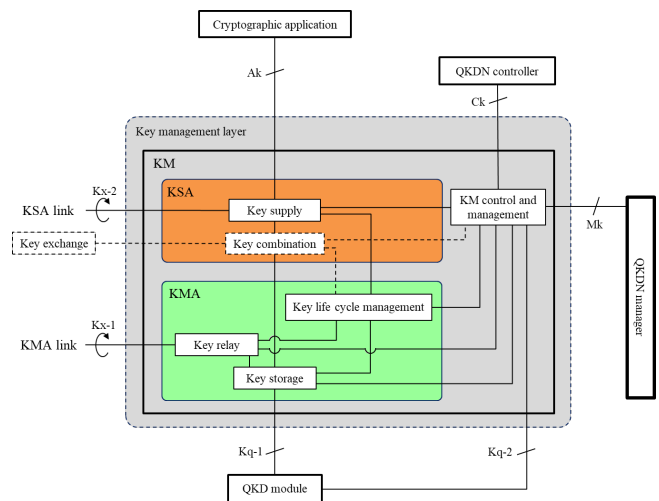 Cryptographic application
Ak
QKDN controller
Ck
Key management layer
KM
KSA
Kx-2
KSA link
Key supply
KM control and
management
Mk
Key exchange
Key combination
QKDN manager
KMA
Key life cycle management
Kx-1
KMA link
Key relay
Key storage
Kq-1
Kq-2
QKD module